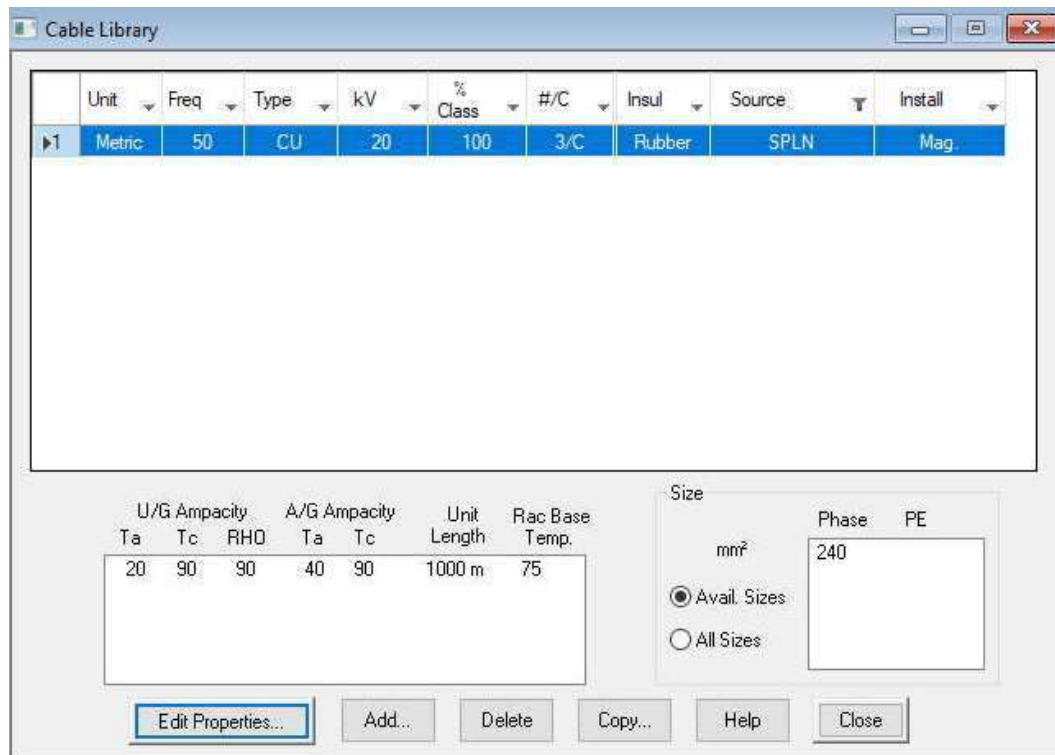 Cable Library
Unit Freq Type kV % Class #/C Insul Source Install
1 Metric 50 CU 20 100 3/C Rubber SPLN Mag.
U/G Ampacity A/G Ampacity Unit Length Rac Base Temp.
Ta Tc RHO Ta Tc
20 90 90 40 90 1000 m 75
Size
Phase PE
mm²
240
Avail. Sizes
All Sizes
Edit Properties... Add... Delete Copy... Help Close